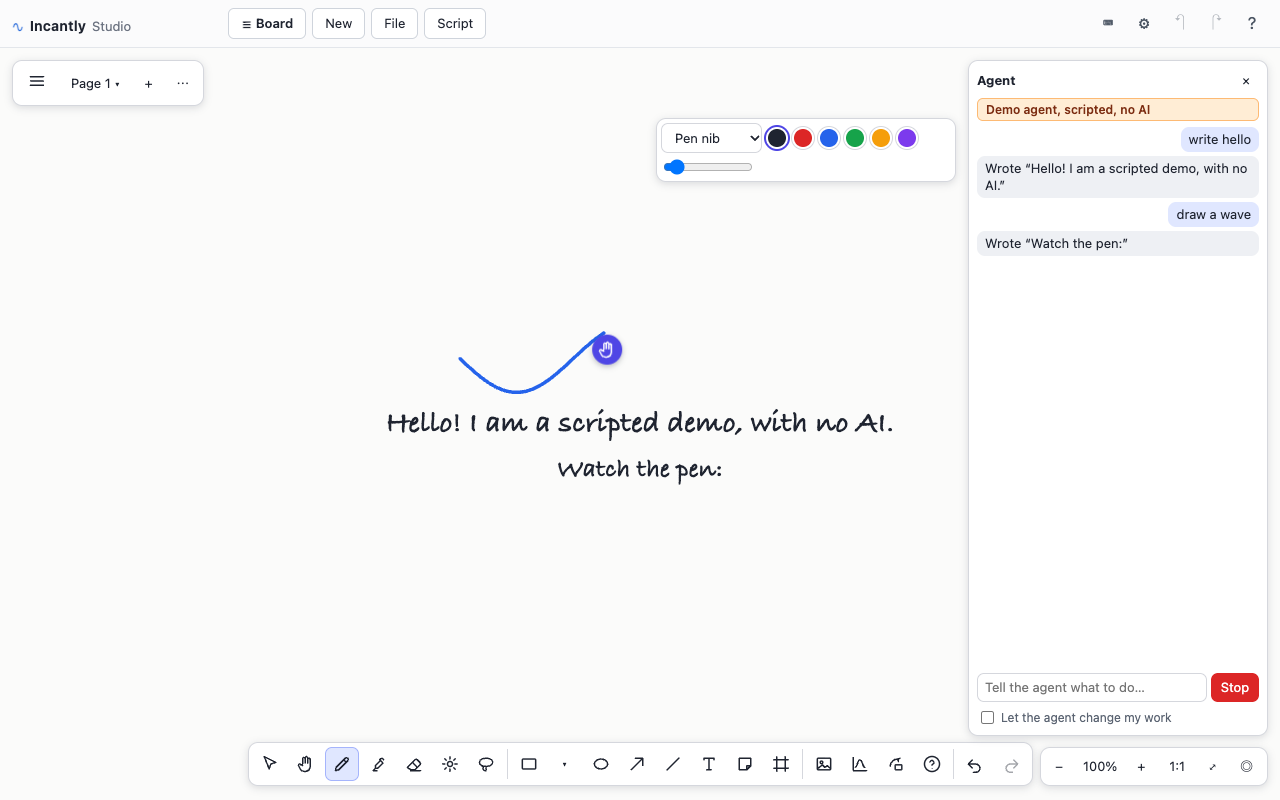 Incantly Studio
Board New File Script
?
Page 1
Agent
×
Demo agent, scripted, no AI
write hello
Wrote “Hello! I am a scripted demo, with no
AI.”
draw a wave
Wrote “Watch the pen:”
Pen nib
Hello! I am a scripted demo, with no AI.
Watch the pen:
Tell the agent what to do...
Stop
Let the agent change my work
− 100% + 1:1